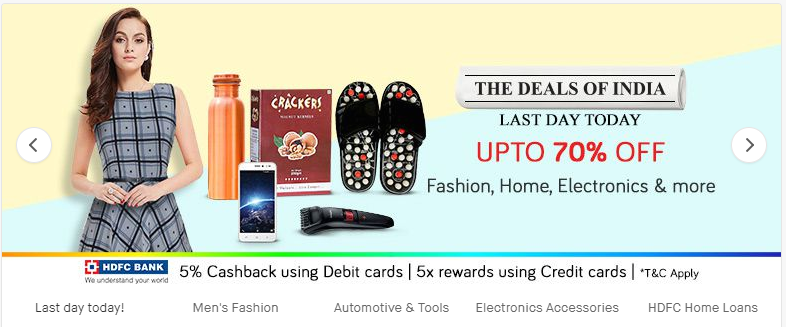 CRACKERS
WALNUT KERNELS
THE DEALS OF INDIA
LAST DAY TODAY
UPTO 70% OFF
Fashion, Home, Electronics & more
HDFC BANK
We understand your world
5% Cashback using Debit cards | 5x rewards using Credit cards | *T&C Apply
Last day today!
Men's Fashion
Automotive & Tools
Electronics Accessories
HDFC Home Loans